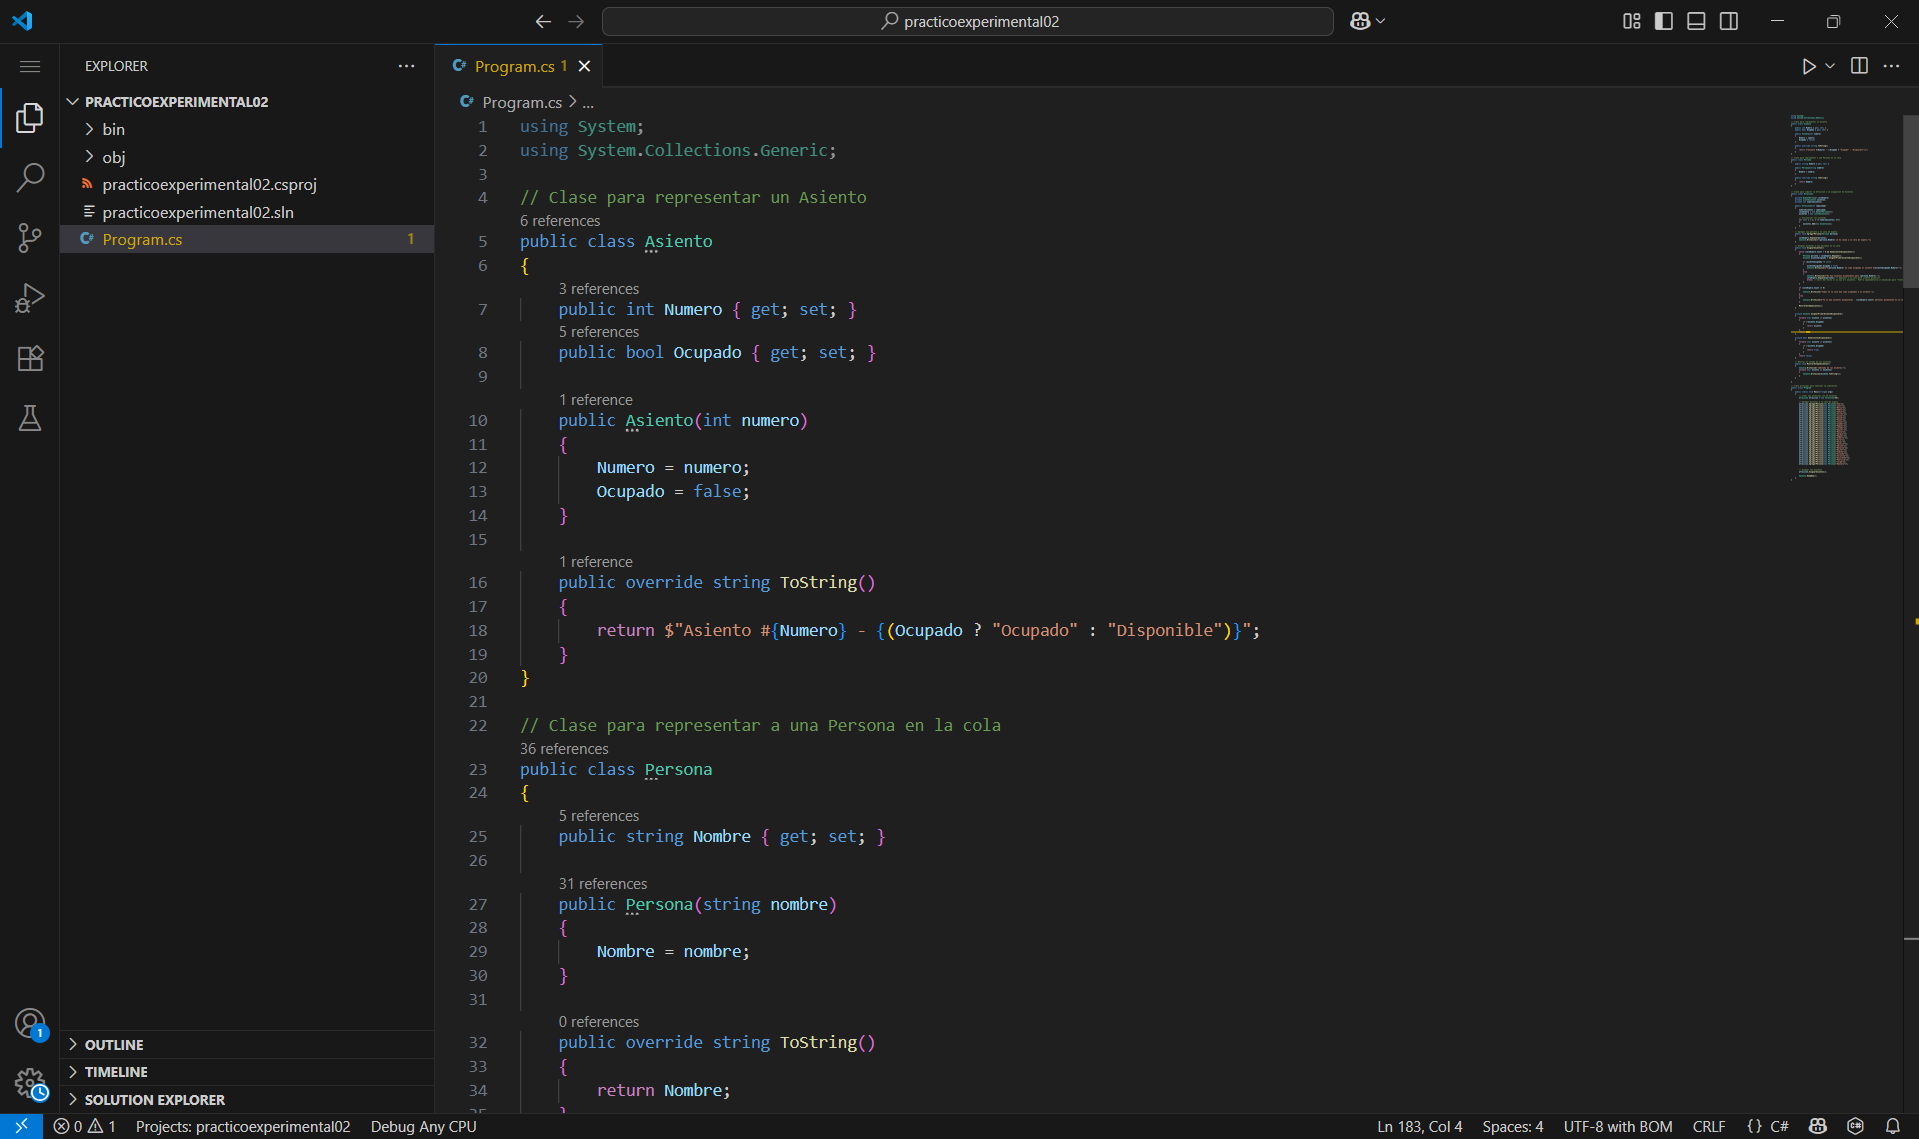 practicoexperimental02
EXPLORER
PRACTICOEXPERIMENTAL02
bin
obj
practicoexperimental02.csproj
practicoexperimental02.sln
Program.cs 1
OUTLINE
TIMELINE
SOLUTION EXPLORER
1
Program.cs 1
Program.cs > ...
1 using System;
2 using System.Collections.Generic;
3
4 // Clase para representar un Asiento
6 references
5 public class Asiento
6 {
3 references
7 public int Numero { get; set; }
5 references
8 public bool Ocupado { get; set; }
9
1 reference
10 public Asiento(int numero)
11 {
12 Numero = numero;
13 Ocupado = false;
14 }
15
1 reference
16 public override string ToString()
17 {
18 return $"Asiento #{Numero} - {(Ocupado ? "Ocupado" : "Disponible")}";
19 }
20 }
21
22 // Clase para representar a una Persona en la cola
36 references
23 public class Persona
24 {
5 references
25 public string Nombre { get; set; }
26
31 references
27 public Persona(string nombre)
28 {
29 Nombre = nombre;
30 }
31
0 references
32 public override string ToString()
33 {
34 return Nombre;
35 }
0 1 Projects: practicoexperimental02 Debug Any CPU
Ln 183, Col 4 Spaces: 4 UTF-8 with BOM CRLF {} C#